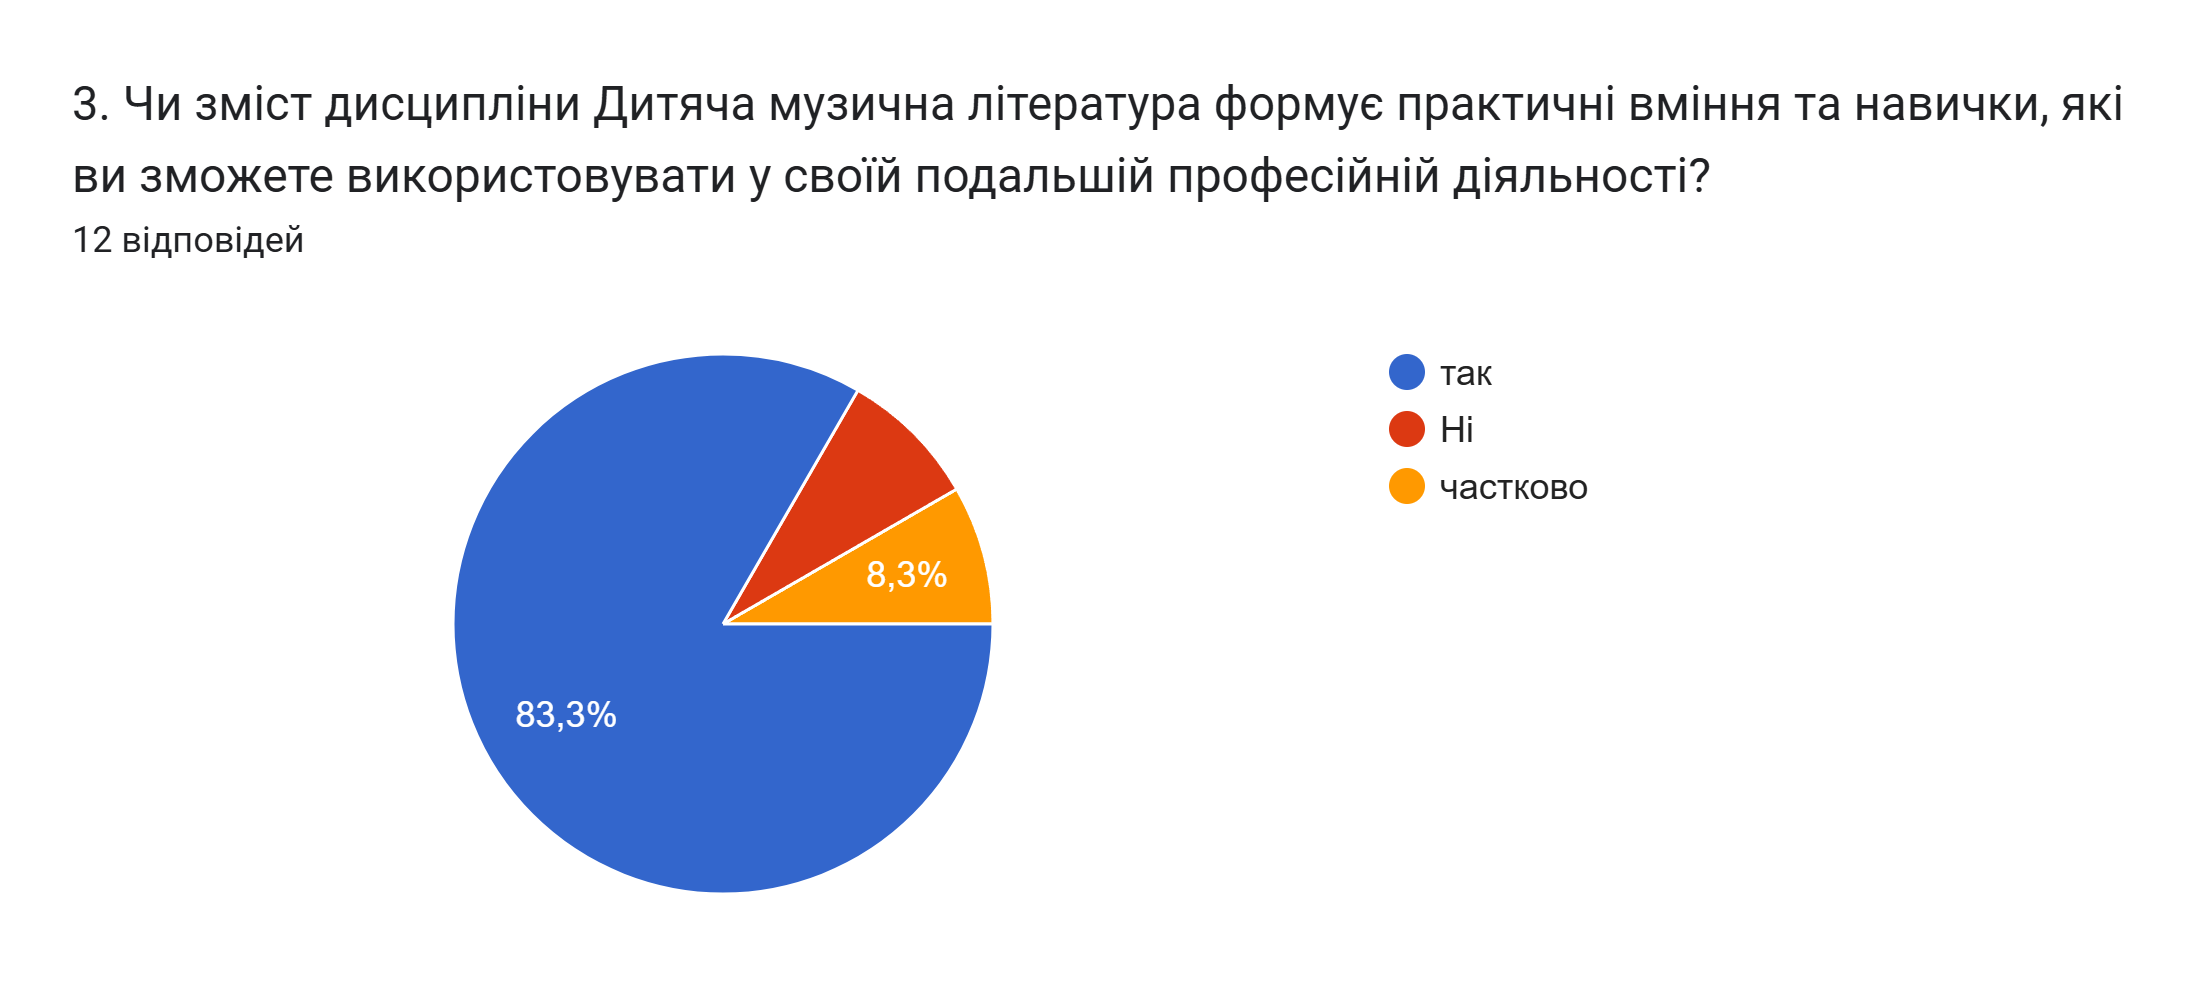 3. Чи зміст дисципліни Дитяча музична література формує практичні вміння та навички, які
ви зможете використовувати у своїй подальшій професійній діяльності?
12 відповідей
так
Ні
частково
8,3%
83,3%